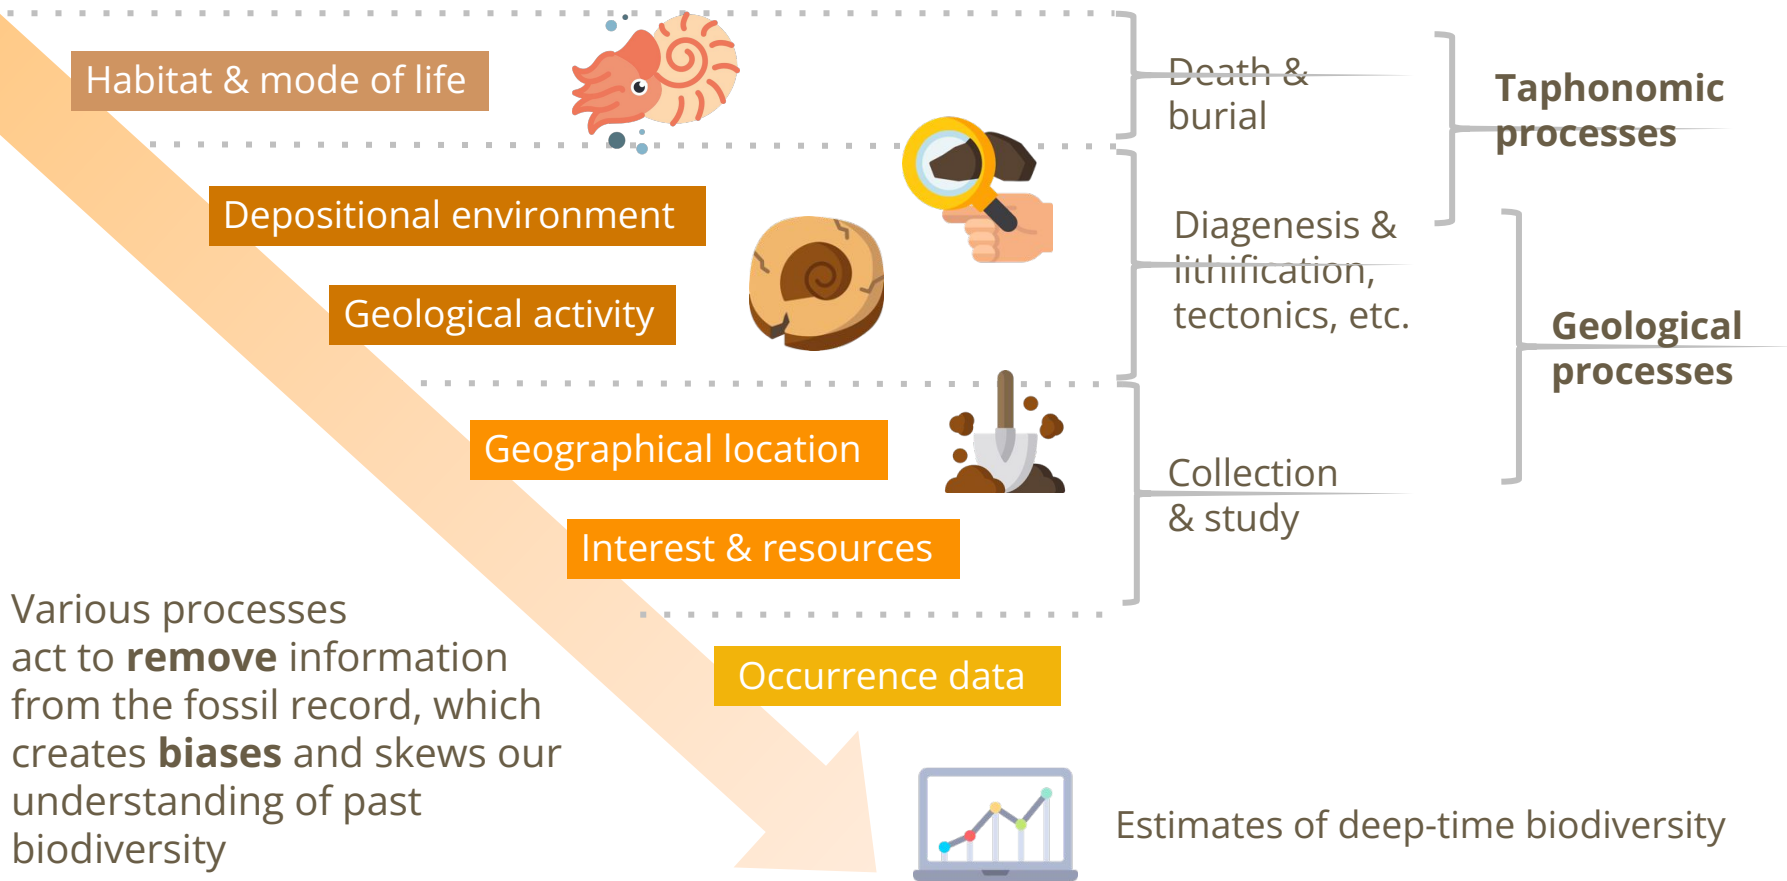 Habitat & mode of life
Death &
burial
Taphonomic
processes
Depositional environment
Geological activity
Diagenesis &
lithification,
tectonics, etc.
Geological
processes
Geographical location
Interest & resources
Collection
& study
Various processes
act to remove information
from the fossil record, which
creates biases and skews our
understanding of past
biodiversity
Occurrence data
Estimates of deep-time biodiversity